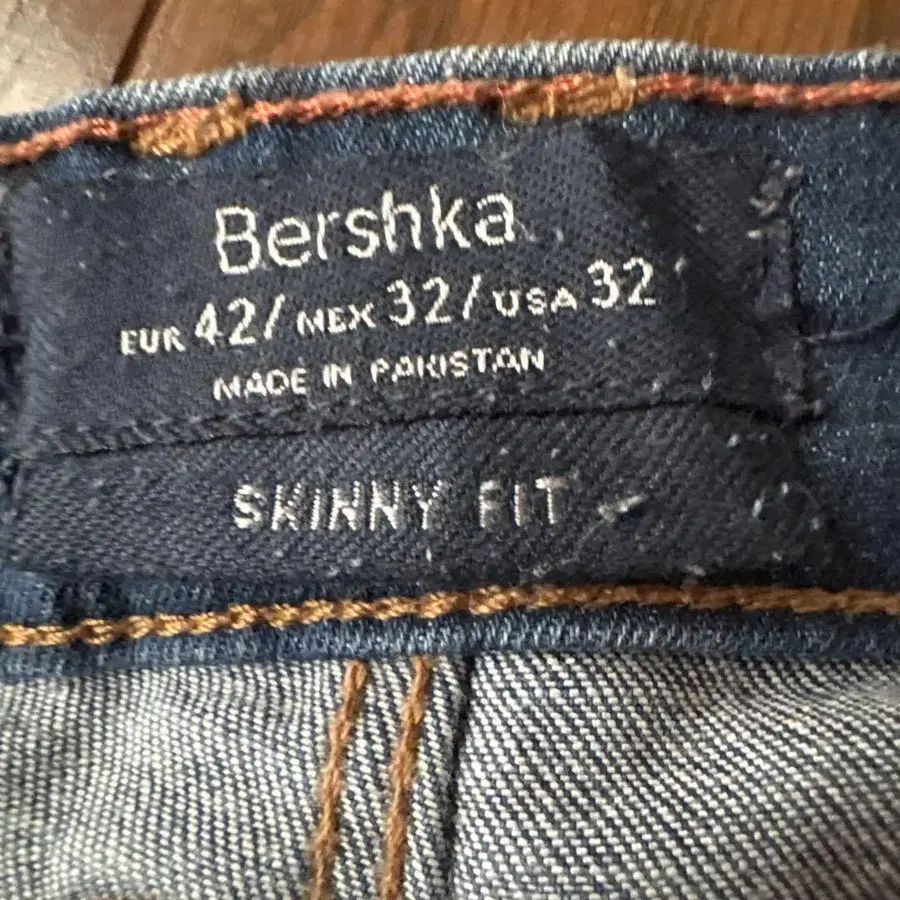 Bershka
EUR 42/ MEX 32/ USA 32
MADE IN PAKISTAN
SKINNY FIT